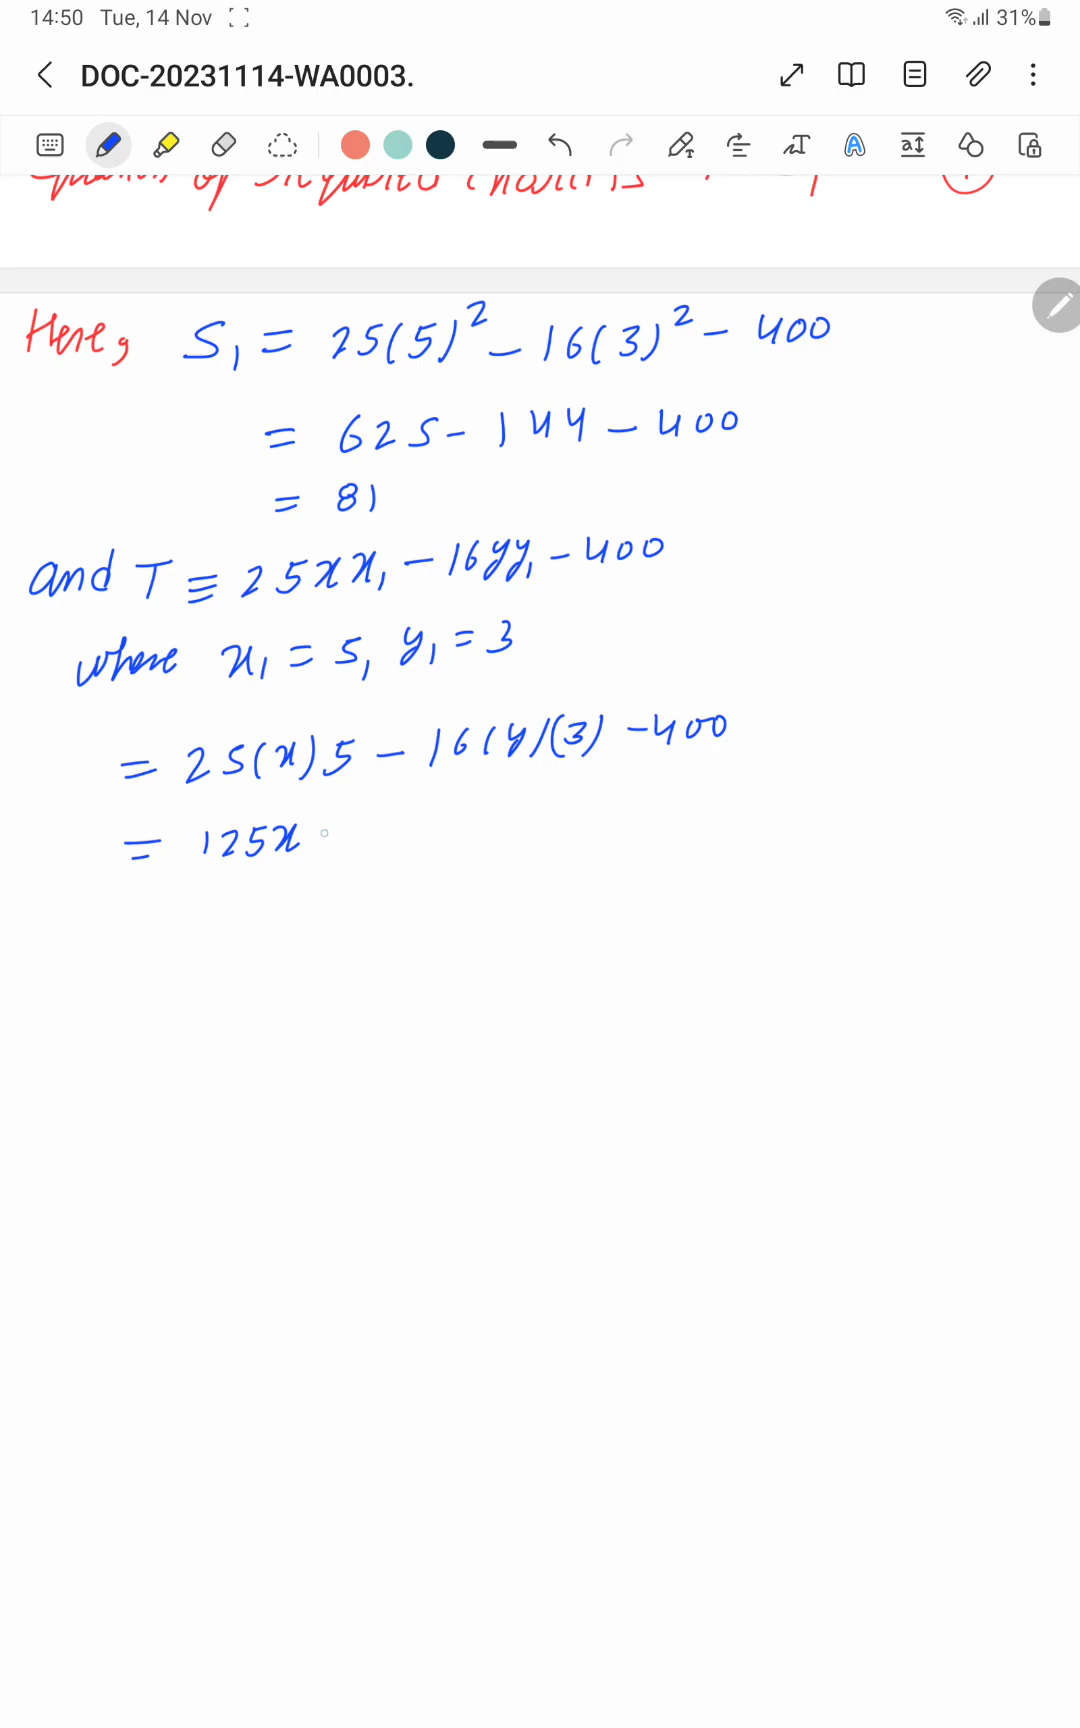 14:50 Tue, 14 Nov 31%
DOC-20231114-WA0003.
Here, S₁ = 25(5)² - 16(3)² - 400
= 625 - 144 - 400
= 81
and T ≡ 25xx₁ - 16yy₁ - 400
where x₁ = 5, y₁ = 3
= 25(x)5 - 16(y)(3) - 400
= 125x